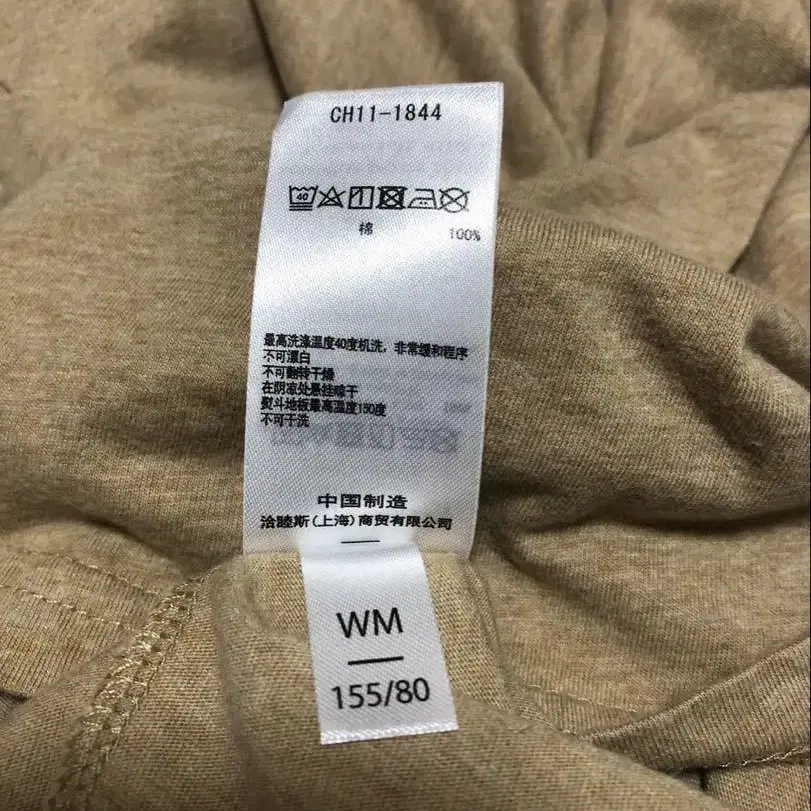 CH11-1844
40
棉 100%
最高洗涤温度40度机洗，非常缓和程序
不可漂白
不可翻转干燥
在阴凉处悬挂晾干
熨斗地板最高温度150度
不可干洗
中国制造
洽睦斯(上海)商贸有限公司
WM
155/80